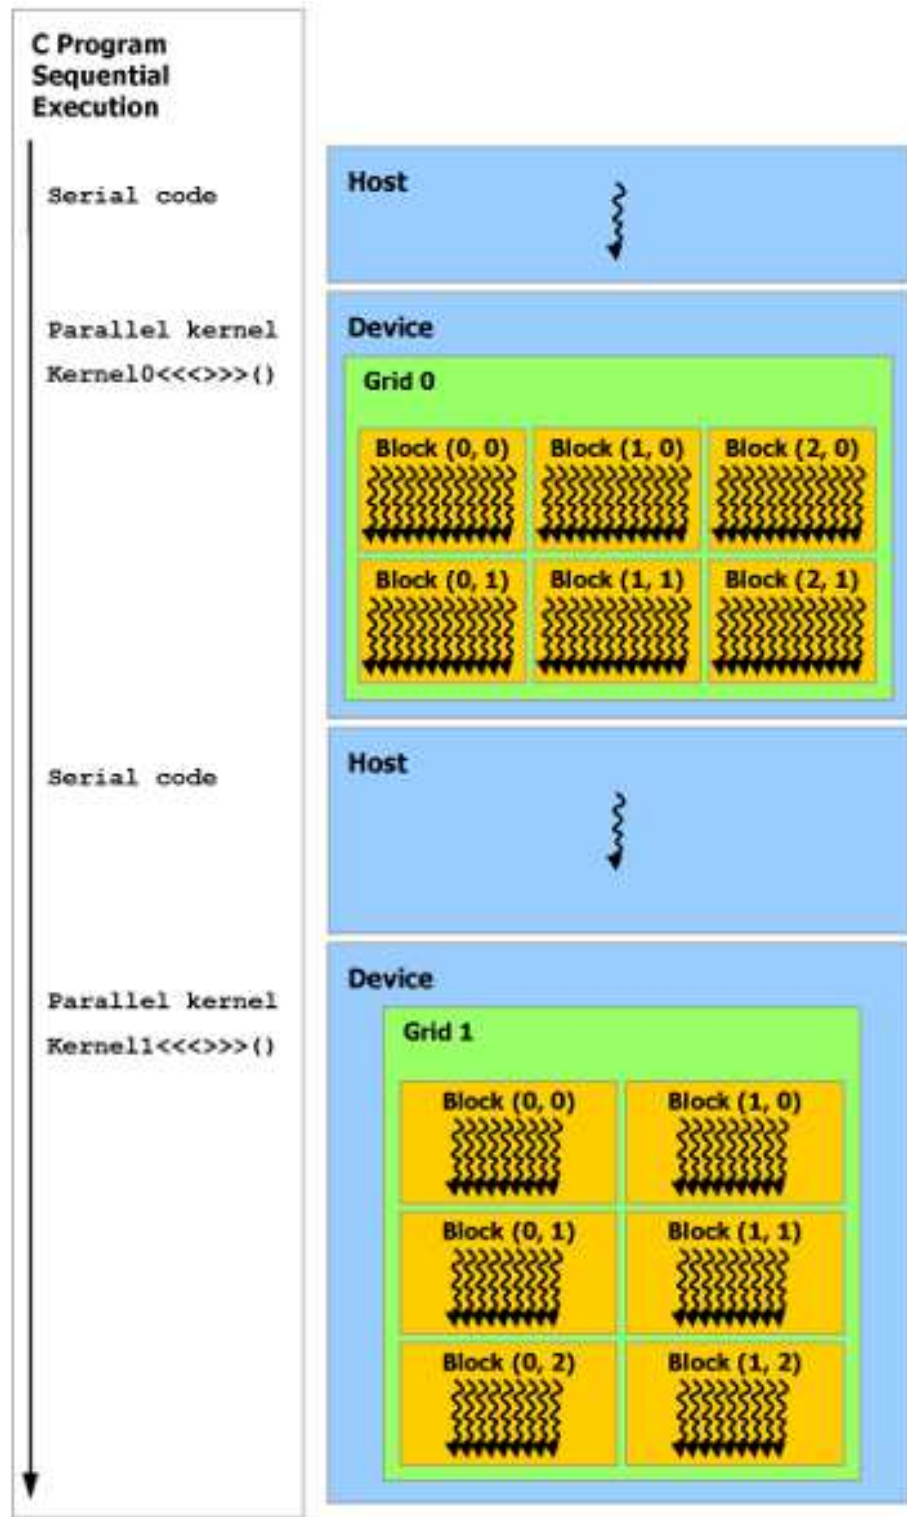 C Program
Sequential
Execution
Serial code
Host
Parallel kernel
Kernel0<<<>>>()
Device
Grid 0
Block (0, 0) Block (1, 0) Block (2, 0)
Block (0, 1) Block (1, 1) Block (2, 1)
Serial code
Host
Parallel kernel
Kernel1<<<>>>()
Device
Grid 1
Block (0, 0) Block (1, 0)
Block (0, 1) Block (1, 1)
Block (0, 2) Block (1, 2)